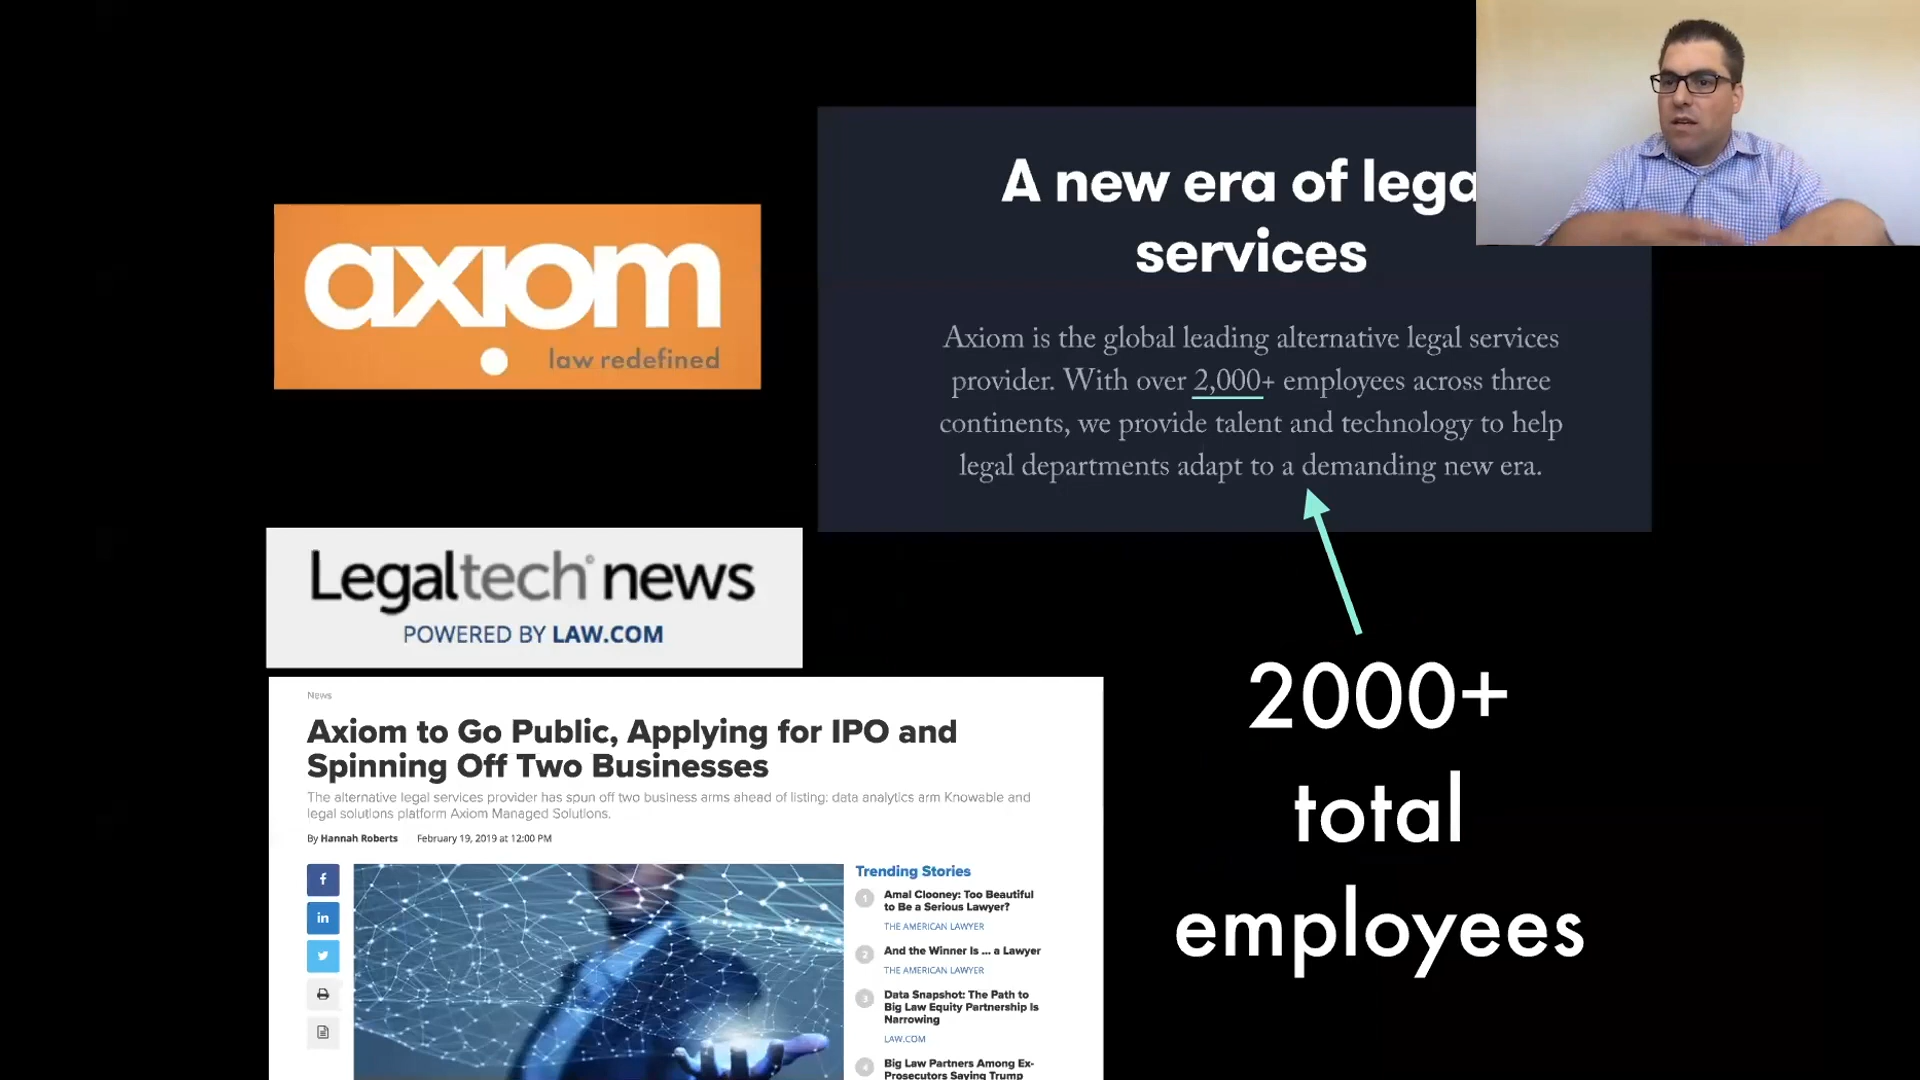 A new era of lega
services
Axiom is the global leading alternative legal services
provider. With over 2,000+ employees across three
continents, we provide talent and technology to help
legal departments adapt to a demanding new era.
axiom
law redefined
Legaltech news
POWERED BY LAW.COM
News
Axiom to Go Public, Applying for IPO and
Spinning Off Two Businesses
The alternative legal services provider has spun off two business arms ahead of listing: data analytics arm Knowable and
legal solutions platform Axiom Managed Solutions.
By Hannah Roberts February 19, 2019 at 12:00 PM
f
in
Trending Stories
1 Amal Clooney: Too Beautiful
to Be a Serious Lawyer?
THE AMERICAN LAWYER
2 And the Winner Is ... a Lawyer
THE AMERICAN LAWYER
3 Data Snapshot: The Path to
Big Law Equity Partnership Is
Narrowing
LAW.COM
4 Big Law Partners Among Ex-
Prosecutors Saying Trump
2000+
total
employees